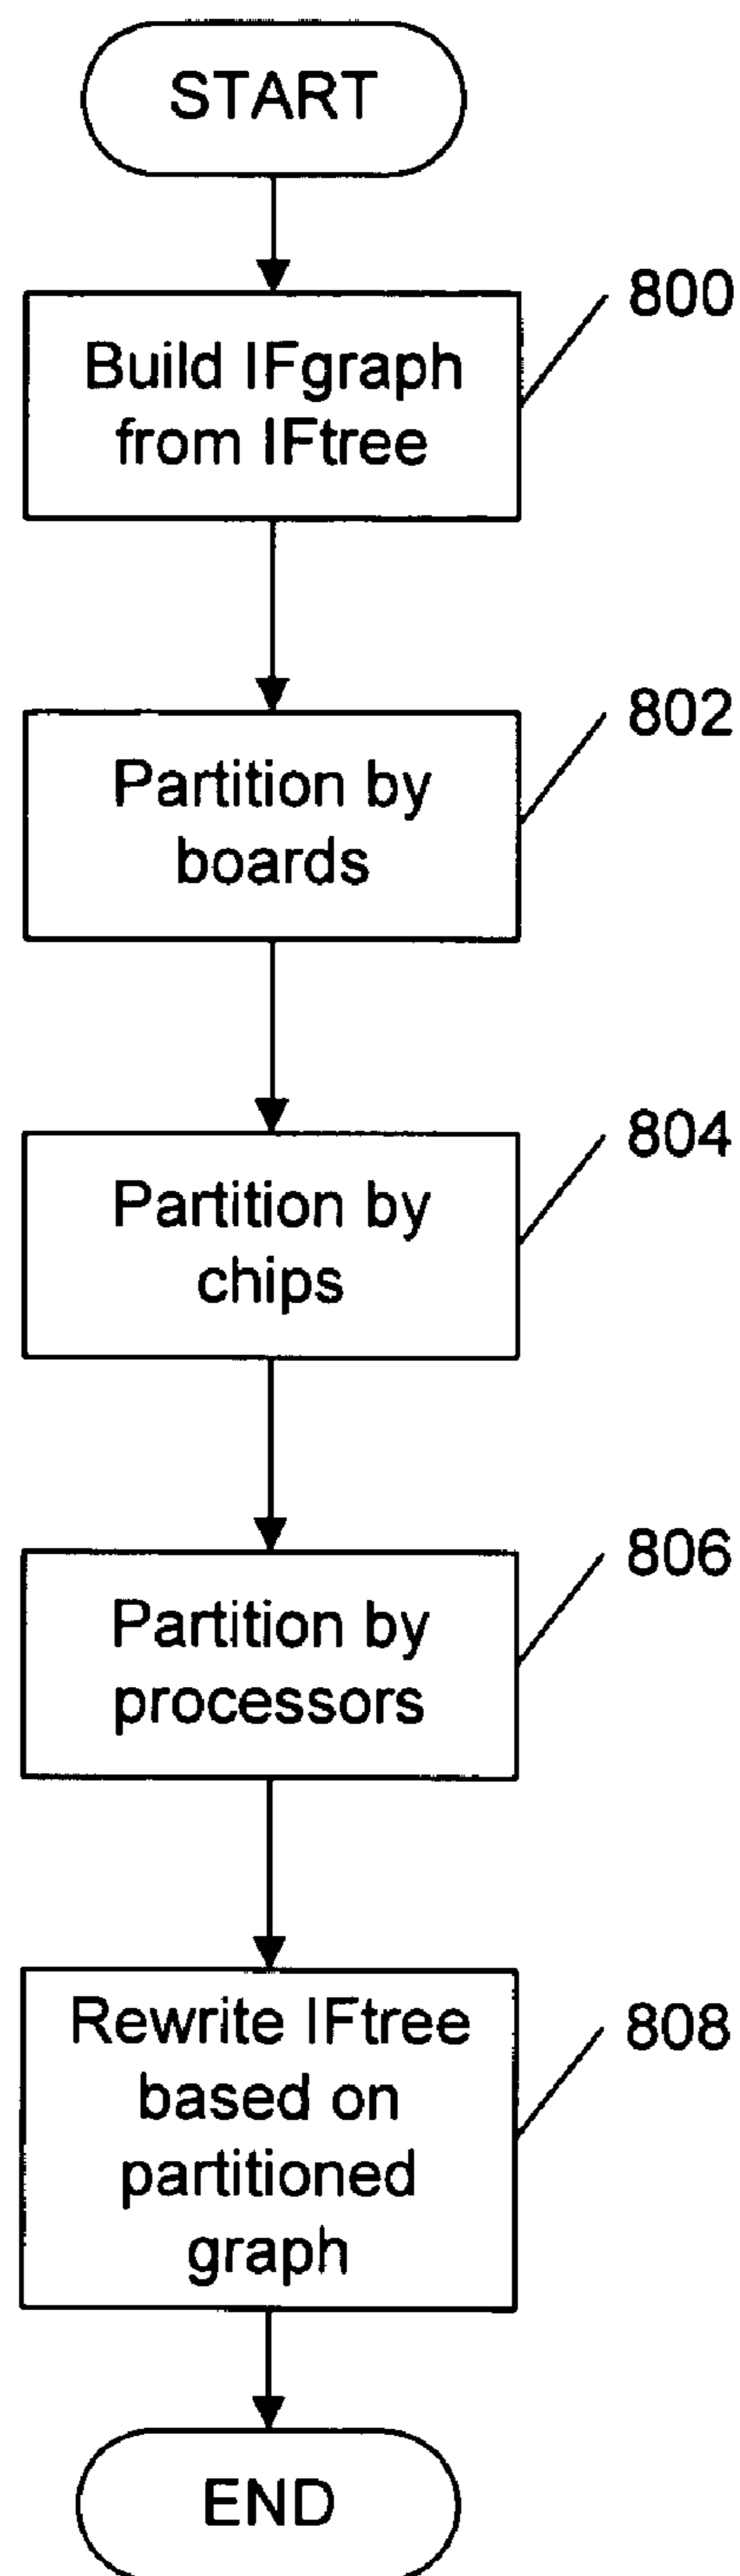 START
800
Build IFgraph
from IFtree
802
Partition by
boards
804
Partition by
chips
806
Partition by
processors
808
Rewrite IFtree
based on
partitioned
graph
END